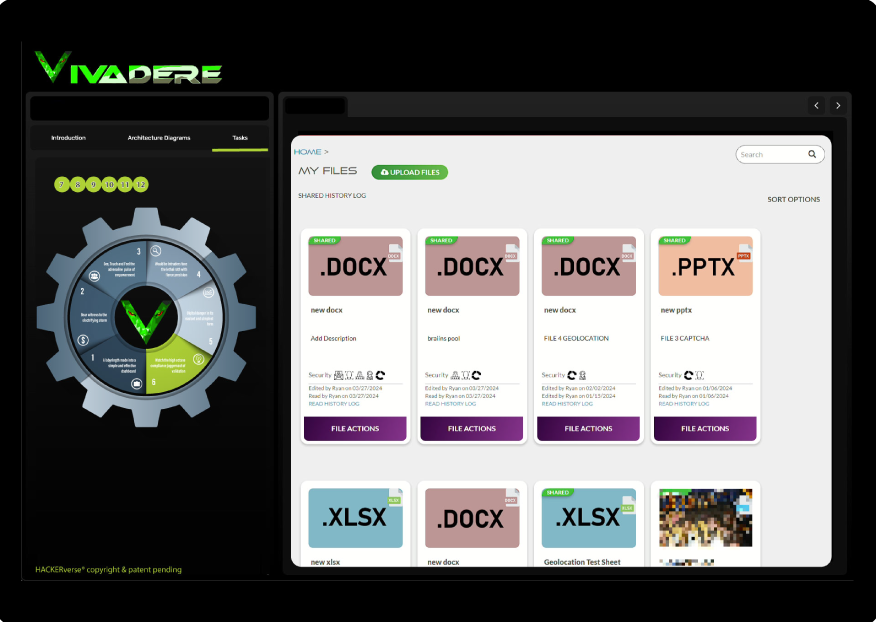 VIVADERE
Introduction
Architecture Diagrams
Tasks
7 8 9 10 11 12
3
4
2
5
1
6
HACKERverse® copyright & patent pending
HOME >
MY FILES
UPLOAD FILES
Search
SHARED HISTORY LOG
SORT OPTIONS
SHARED
.DOCX
DOCX
new docx
Add Description
Security
Edited by Ryan on 03/27/2024
Read by Ryan on 03/27/2024
READ HISTORY LOG
FILE ACTIONS
SHARED
.DOCX
DOCX
new docx
brains pool
Security
Edited by Ryan on 03/27/2024
Read by Ryan on 03/27/2024
READ HISTORY LOG
FILE ACTIONS
SHARED
.DOCX
DOCX
new docx
FILE 4 GEOLOCATION
Security
Edited by Ryan on 02/02/2024
Edited by Ryan on 01/15/2024
READ HISTORY LOG
FILE ACTIONS
SHARED
.PPTX
PPTX
new pptx
FILE 3 CAPTCHA
Security
Edited by Ryan on 01/06/2024
Read by Ryan on 01/06/2024
READ HISTORY LOG
FILE ACTIONS
.XLSX
XLSX
new xlsx
.DOCX
DOCX
new docx
SHARED
.XLSX
XLSX
Geolocation Test Sheet